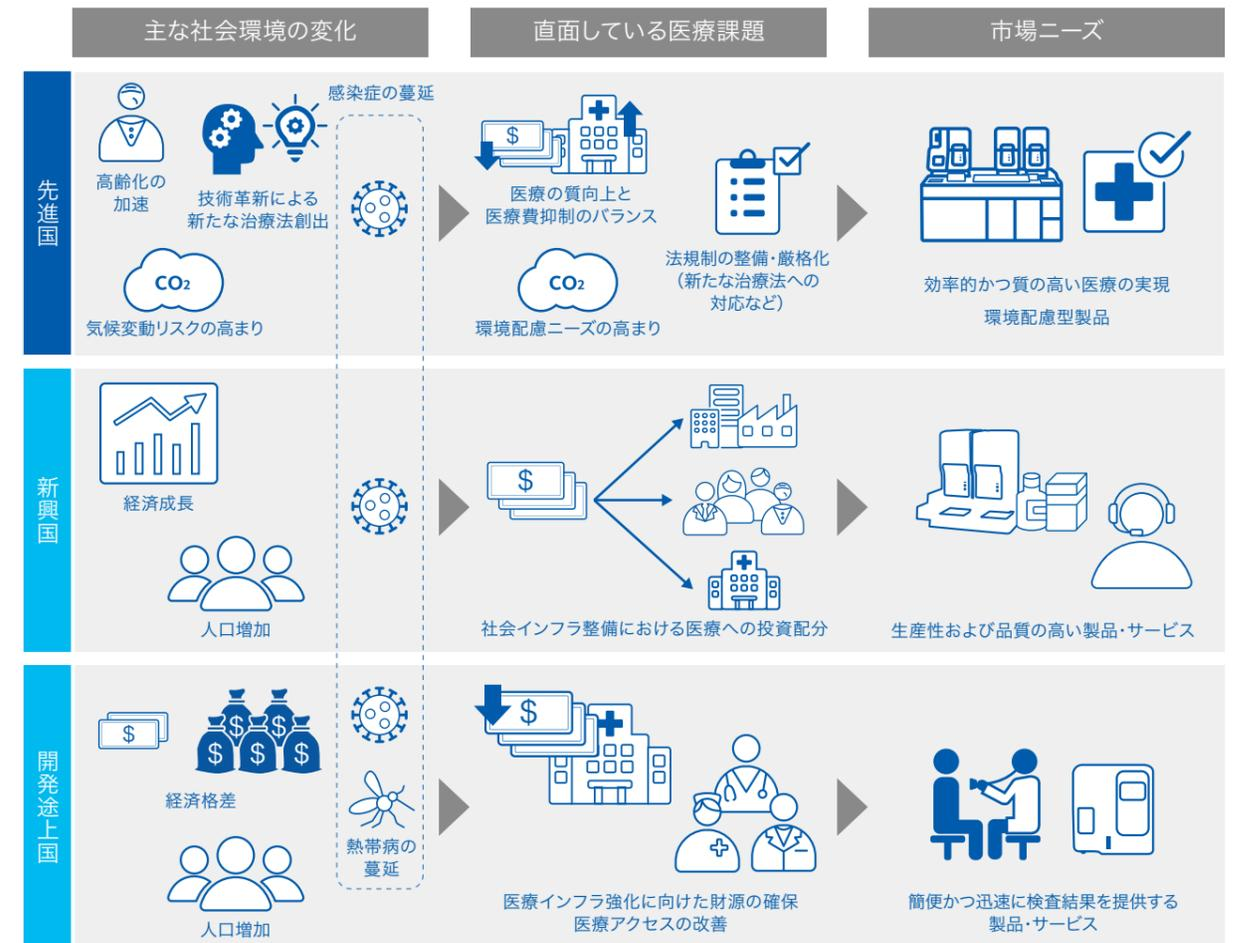 主な社会環境の変化
直面している医療課題
市場ニーズ
先進国
感染症の蔓延
高齢化の
加速
技術革新による
新たな治療法創出
CO2
気候変動リスクの高まり
$
医療の質向上と
医療費抑制のバランス
CO2
環境配慮ニーズの高まり
法規制の整備・厳格化
（新たな治療法への
対応など）
効率的かつ質の高い医療の実現
環境配慮型製品
新興国
経済成長
人口増加
$
社会インフラ整備における医療への投資配分
生産性および品質の高い製品・サービス
開発途上国
$
$
$
$
$
$
経済格差
人口増加
熱帯病の
蔓延
$
医療インフラ強化に向けた財源の確保
医療アクセスの改善
簡便かつ迅速に検査結果を提供する
製品・サービス